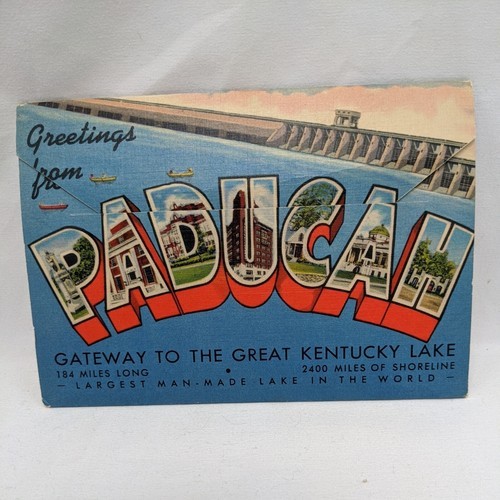 Greetings
from
PADUCAH
GATEWAY TO THE GREAT KENTUCKY LAKE
184 MILES LONG • 2400 MILES OF SHORELINE
— LARGEST MAN-MADE LAKE IN THE WORLD —